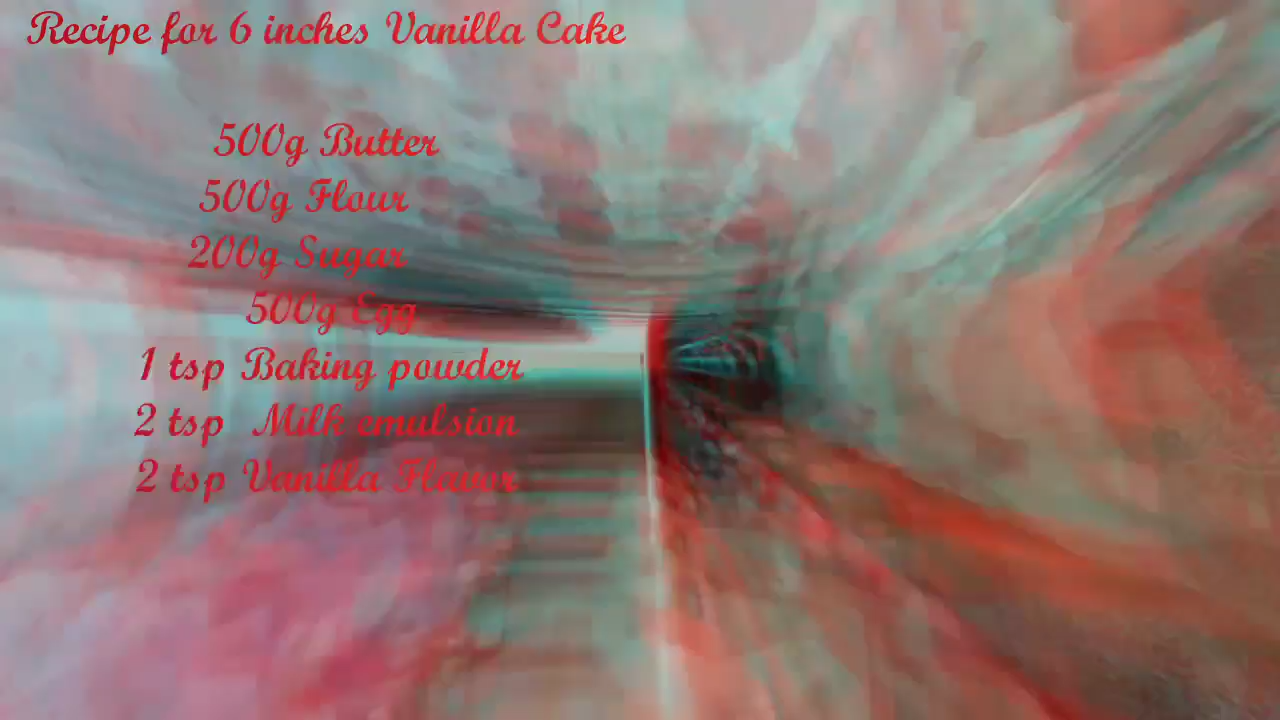 Recipe for 6 inches Vanilla Cake
500g Butter
500g Flour
200g Sugar
500g Egg
1 tsp Baking powder
2 tsp Milk emulsion
2 tsp Vanilla Flavor